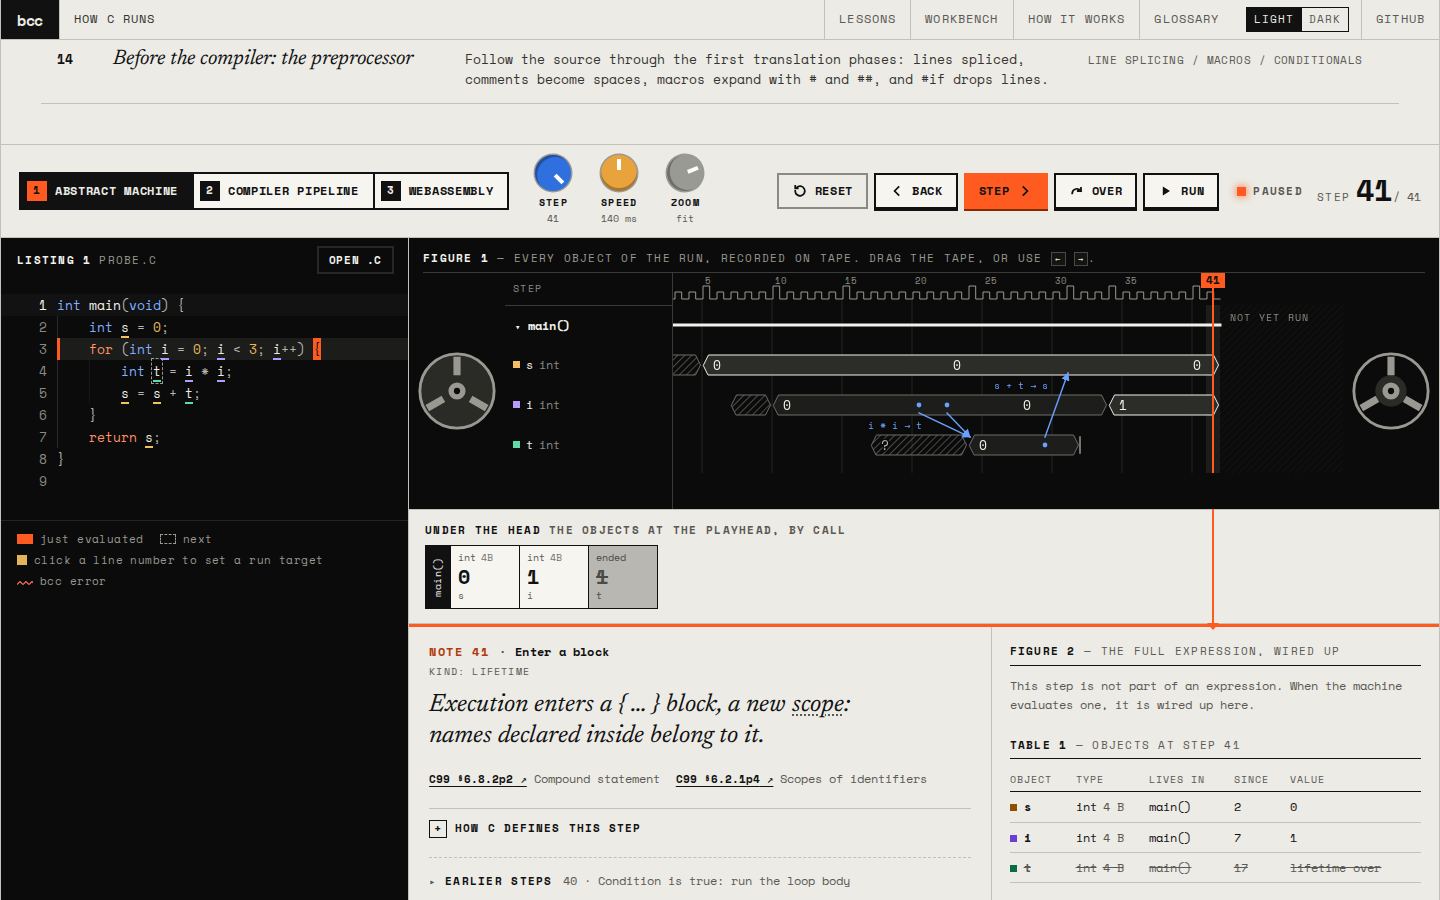 bcc HOW C RUNS LESSONS WORKBENCH HOW IT WORKS GLOSSARY LIGHT DARK GITHUB
14 Before the compiler: the preprocessor Follow the source through the first translation phases: lines spliced, LINE SPLICING / MACROS / CONDITIONALS
comments become spaces, macros expand with # and ##, and #if drops lines.
1 ABSTRACT MACHINE 2 COMPILER PIPELINE 3 WEBASSEMBLY
STEP SPEED ZOOM
41 140 ms fit
RESET BACK STEP OVER RUN PAUSED STEP 41 / 41
LISTING 1 PROBE.C OPEN .C
1 int main(void) {
2 int s = 0;
3 for (int i = 0; i < 3; i++) {
4 int t = i * i;
5 s = s + t;
6 }
7 return s;
8 }
9
just evaluated next
click a line number to set a run target
bcc error
FIGURE 1 — EVERY OBJECT OF THE RUN, RECORDED ON TAPE. DRAG THE TAPE, OR USE ← →.
STEP 5 10 15 20 25 30 35 41
NOT YET RUN
▾ main()
s int 0 0 0
s + t → s
i int 0 0 1
i * i → t
t int ? 0
UNDER THE HEAD THE OBJECTS AT THE PLAYHEAD, BY CALL
main()
int 4B int 4B ended
0 1 1
s i t
NOTE 41 · Enter a block
KIND: LIFETIME
Execution enters a { … } block, a new scope:
names declared inside belong to it.
C99 §6.8.2p2 ↗ Compound statement C99 §6.2.1p4 ↗ Scopes of identifiers
+ HOW C DEFINES THIS STEP
▸ EARLIER STEPS 40 · Condition is true: run the loop body
FIGURE 2 — THE FULL EXPRESSION, WIRED UP
This step is not part of an expression. When the machine
evaluates one, it is wired up here.
TABLE 1 — OBJECTS AT STEP 41
OBJECT TYPE LIVES IN SINCE VALUE
s int 4 B main() 2 0
i int 4 B main() 7 1
t int 4 B main() 17 lifetime over